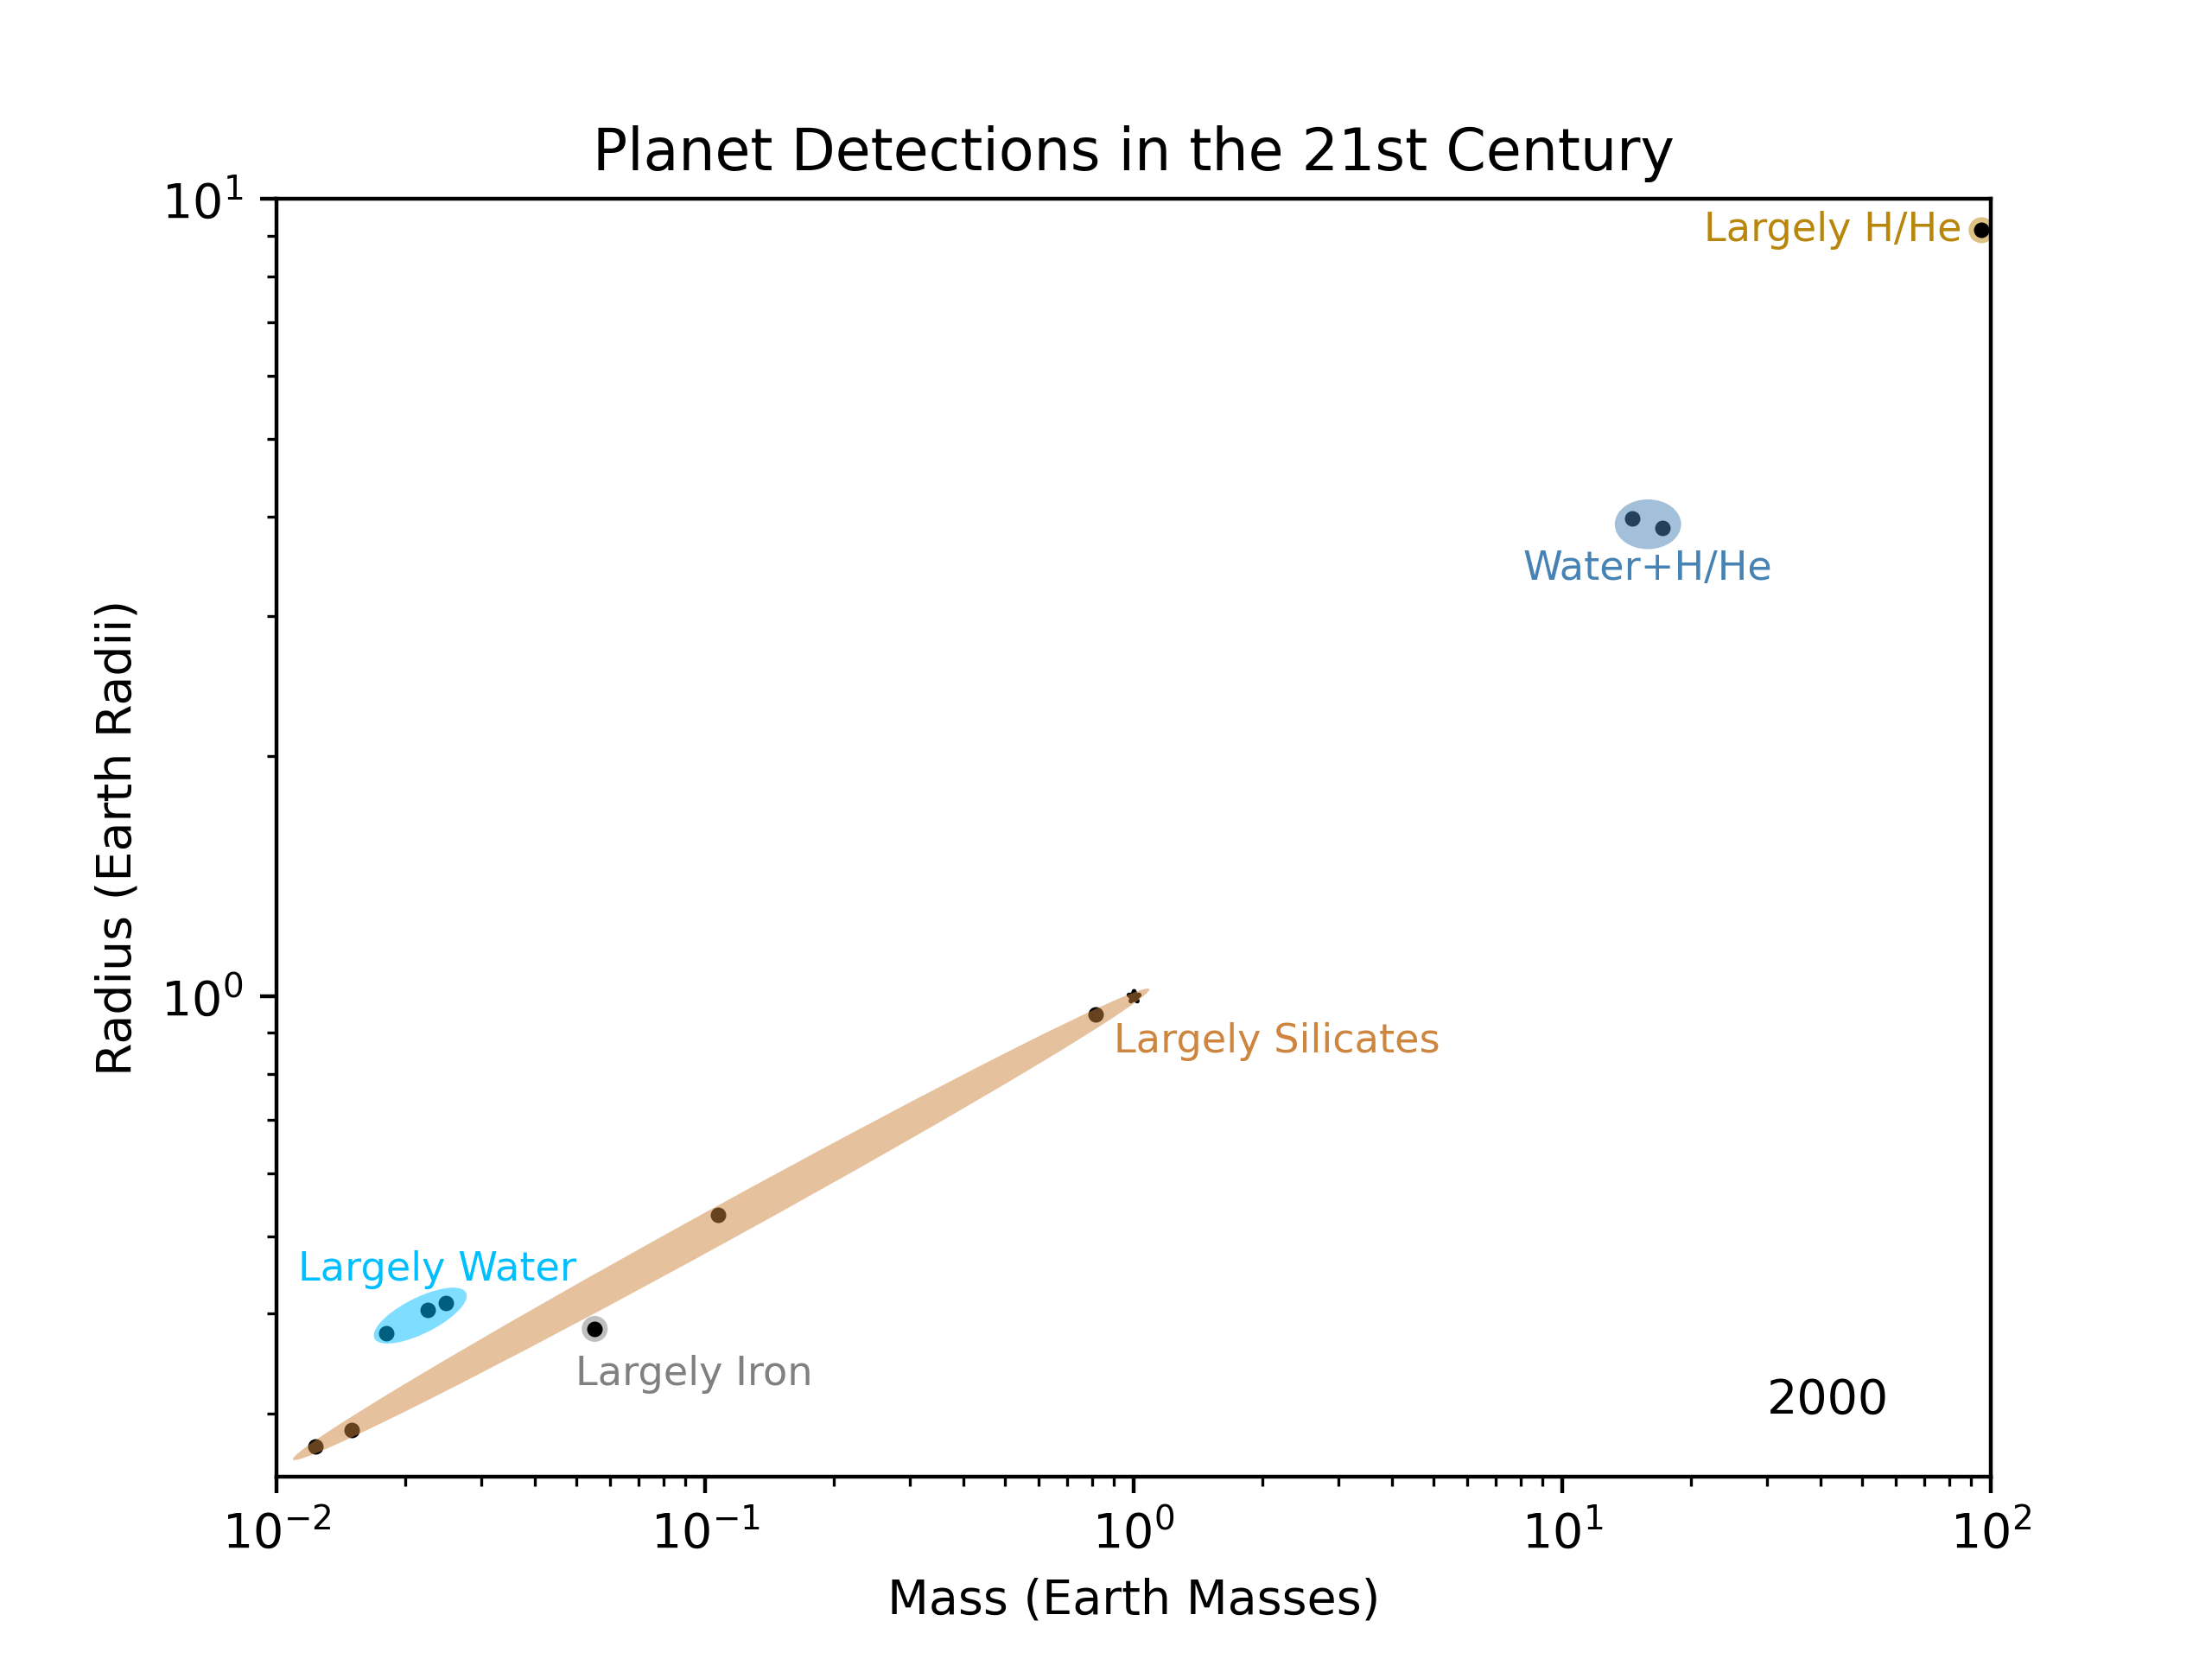 Planet Detections in the 21st Century
10¹
Largely H/He
Water+H/He
Radius (Earth Radii)
10⁰
Largely Silicates
Largely Water
Largely Iron
2000
10⁻² 10⁻¹ 10⁰ 10¹ 10²
Mass (Earth Masses)